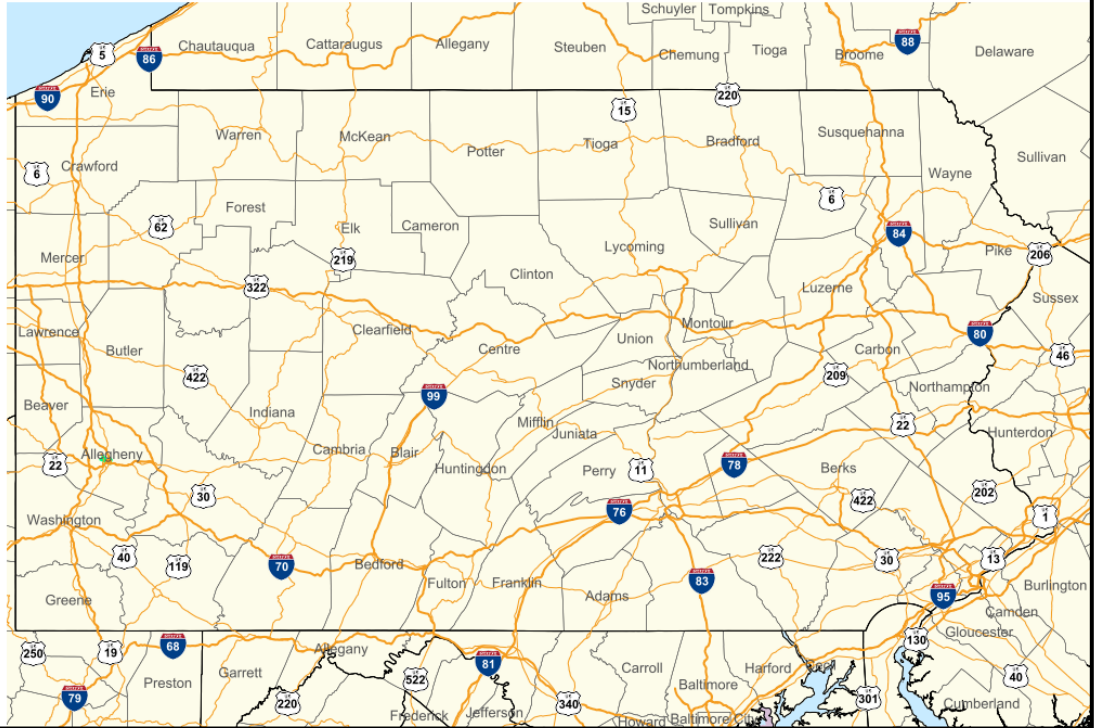 Schuyler
Tompkins
5
86
Chautauqua
Cattaraugus
Allegany
Steuben
Chemung
Tioga
Broome
88
Delaware
90
Erie
15
220
Warren
McKean
Potter
Tioga
Bradford
Susquehanna
Sullivan
6
Crawford
Wayne
Forest
62
Elk
Cameron
Sullivan
6
84
Mercer
219
Lycoming
Pike
206
322
Clinton
Luzerne
Sussex
Lawrence
Clearfield
Montour
80
Butler
Centre
Union
Carbon
46
422
Northumberland
209
Snyder
Northampton
Beaver
99
Indiana
Mifflin
22
Juniata
Hunterdon
Allegheny
Cambria
Blair
22
Huntingdon
Perry
11
78
Berks
30
422
202
Washington
76
1
40
119
70
Bedford
222
30
13
Fulton
Franklin
83
Burlington
Greene
Adams
95
Camden
Gloucester
250
19
68
Allegany
130
81
Carroll
Harford
Cecil
Preston
Garrett
522
Baltimore
40
79
220
Frederick
Jefferson
340
Howard
Baltimore City
301
Cumberland